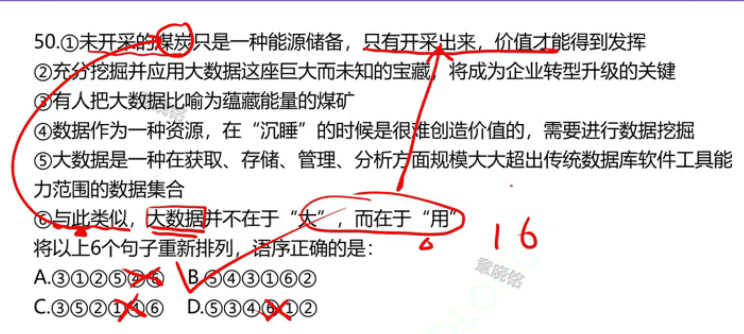 50.①未开采的煤炭只是一种能源储备，只有开采出来，价值才能得到发挥
②充分挖掘并应用大数据这座巨大而未知的宝藏，将成为企业转型升级的关键
③有人把大数据比喻为蕴藏能量的煤矿
④数据作为一种资源，在“沉睡”的时候是很难创造价值的，需要进行数据挖掘
⑤大数据是一种在获取、存储、管理、分析方面规模大大超出传统数据库软件工具能
力范围的数据集合
⑥与此类似，大数据并不在于“大”，而在于“用”
16
将以上6个句子重新排列，语序正确的是：
A.③①②⑤④⑥ B.⑤④③①⑥②
C.③⑤②①④⑥ D.⑤③④⑥①②
章晓铭
章晓铭